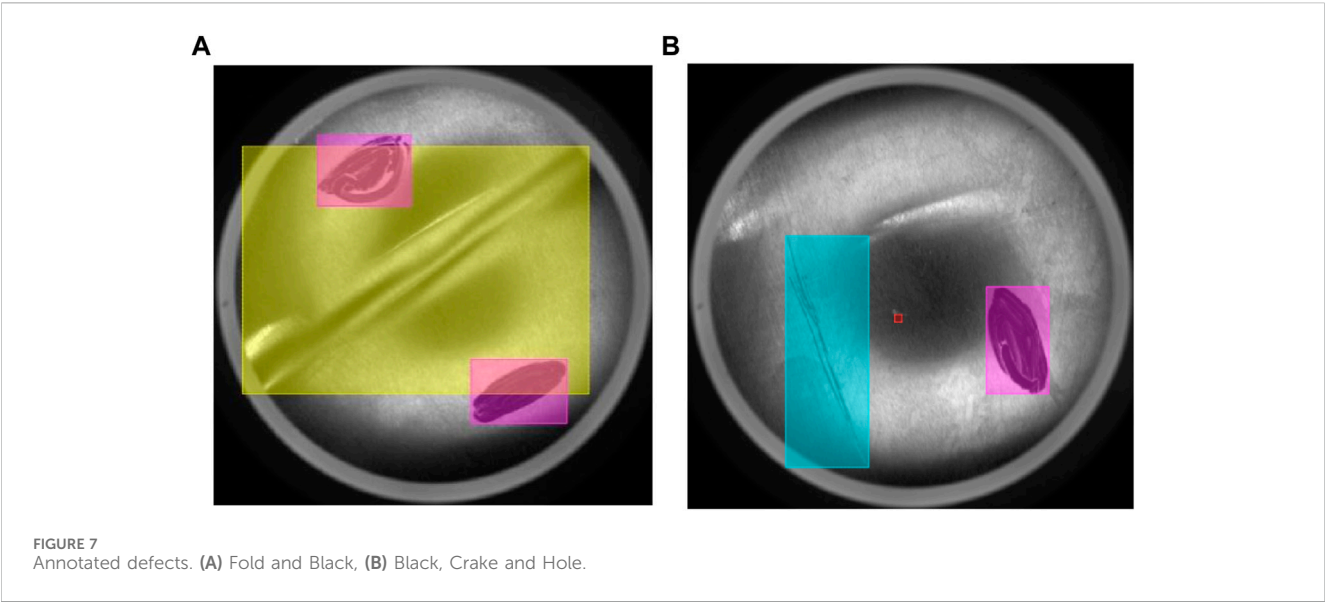 A
B
FIGURE 7
Annotated defects. (A) Fold and Black, (B) Black, Crake and Hole.